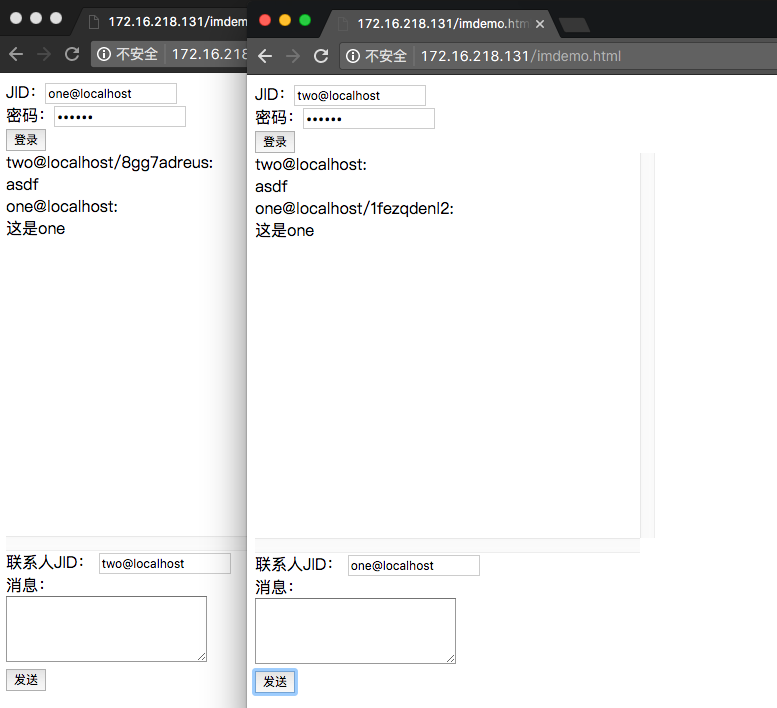 172.16.218.131/imdem
不安全 172.16.218
JID： one@localhost
密码： ••••••
登录
two@localhost/8gg7adreus:
asdf
one@localhost:
这是one
联系人JID： two@localhost
消息：
发送
172.16.218.131/imdemo.htm
不安全 172.16.218.131/imdemo.html
JID： two@localhost
密码： ••••••
登录
two@localhost:
asdf
one@localhost/1fezqdenl2:
这是one
联系人JID： one@localhost
消息：
发送